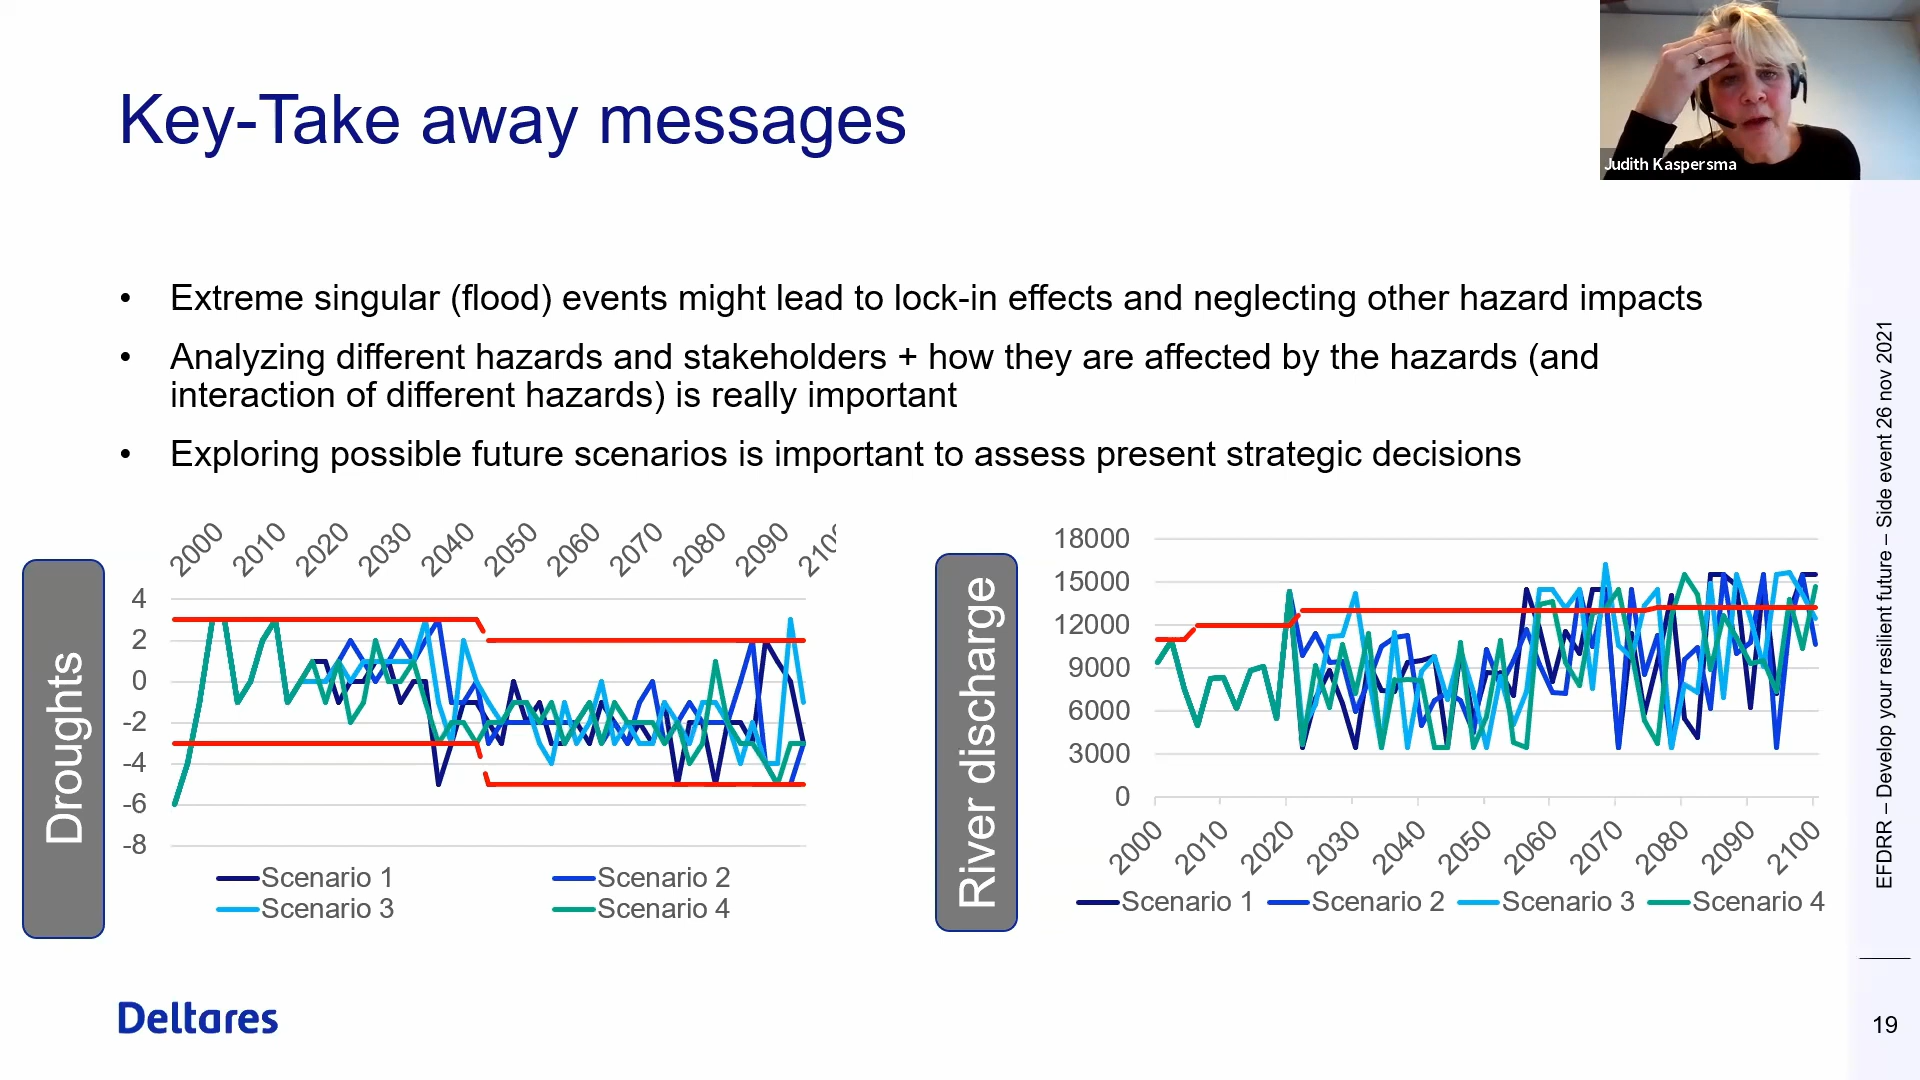 Key-Take away messages
Judith Kaspersma
• Extreme singular (flood) events might lead to lock-in effects and neglecting other hazard impacts
• Analyzing different hazards and stakeholders + how they are affected by the hazards (and
interaction of different hazards) is really important
• Exploring possible future scenarios is important to assess present strategic decisions
Droughts
2000 2010 2020 2030 2040 2050 2060 2070 2080 2090
4
2
0
-2
-4
-6
-8
Scenario 1 Scenario 2
Scenario 3 Scenario 4
River discharge
18000
15000
12000
9000
6000
3000
0
2000 2010 2020 2030 2040 2050 2060 2070 2080 2090 2100
Scenario 1 Scenario 2 Scenario 3 Scenario 4
EFDRR – Develop your resilient future – Side event 26 nov 2021
Deltares
19